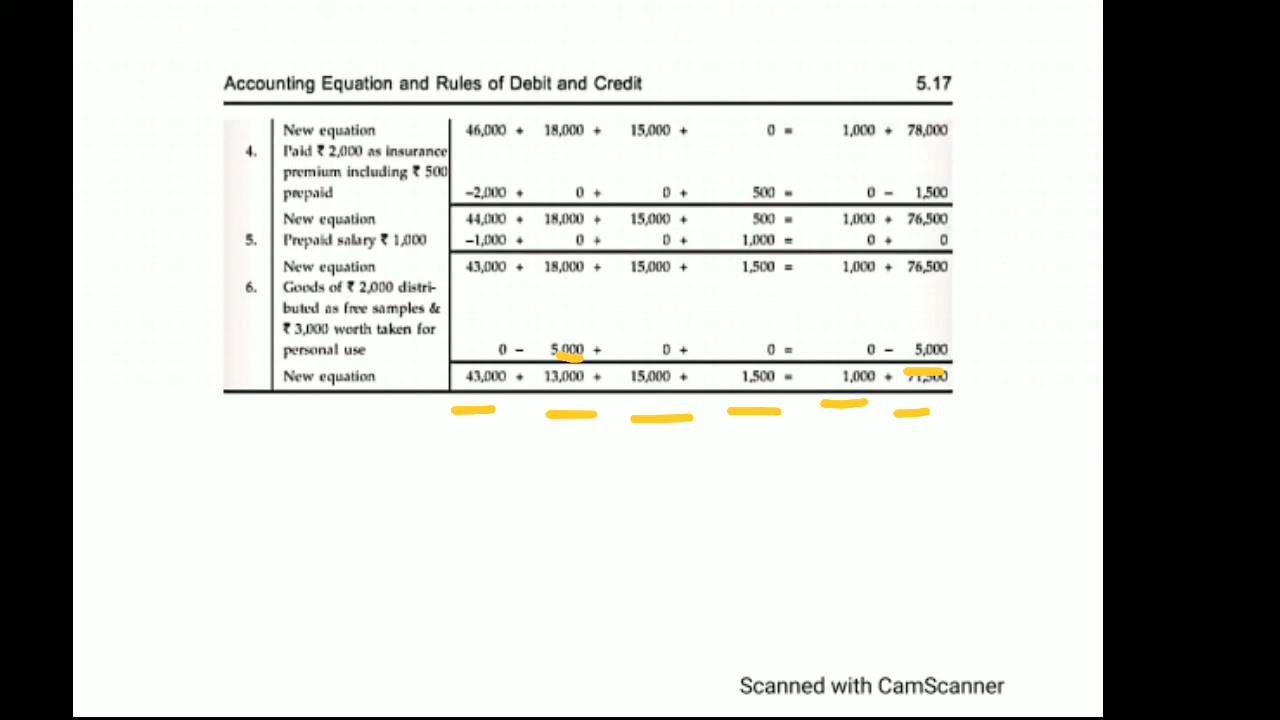 Accounting Equation and Rules of Debit and Credit 5.17
New equation 46,000 + 18,000 + 15,000 + 0 = 1,000 + 78,000
4. Paid ₹ 2,000 as insurance
premium including ₹ 500
prepaid –2,000 + 0 + 0 + 500 = 0 – 1,500
New equation 44,000 + 18,000 + 15,000 + 500 = 1,000 + 76,500
5. Prepaid salary ₹ 1,000 –1,000 + 0 + 0 + 1,000 = 0 + 0
New equation 43,000 + 18,000 + 15,000 + 1,500 = 1,000 + 76,500
6. Goods of ₹ 2,000 distri-
buted as free samples &
₹ 3,000 worth taken for
personal use 0 – 5,000 + 0 + 0 = 0 – 5,000
New equation 43,000 + 13,000 + 15,000 + 1,500 = 1,000 + 71,500
Scanned with CamScanner